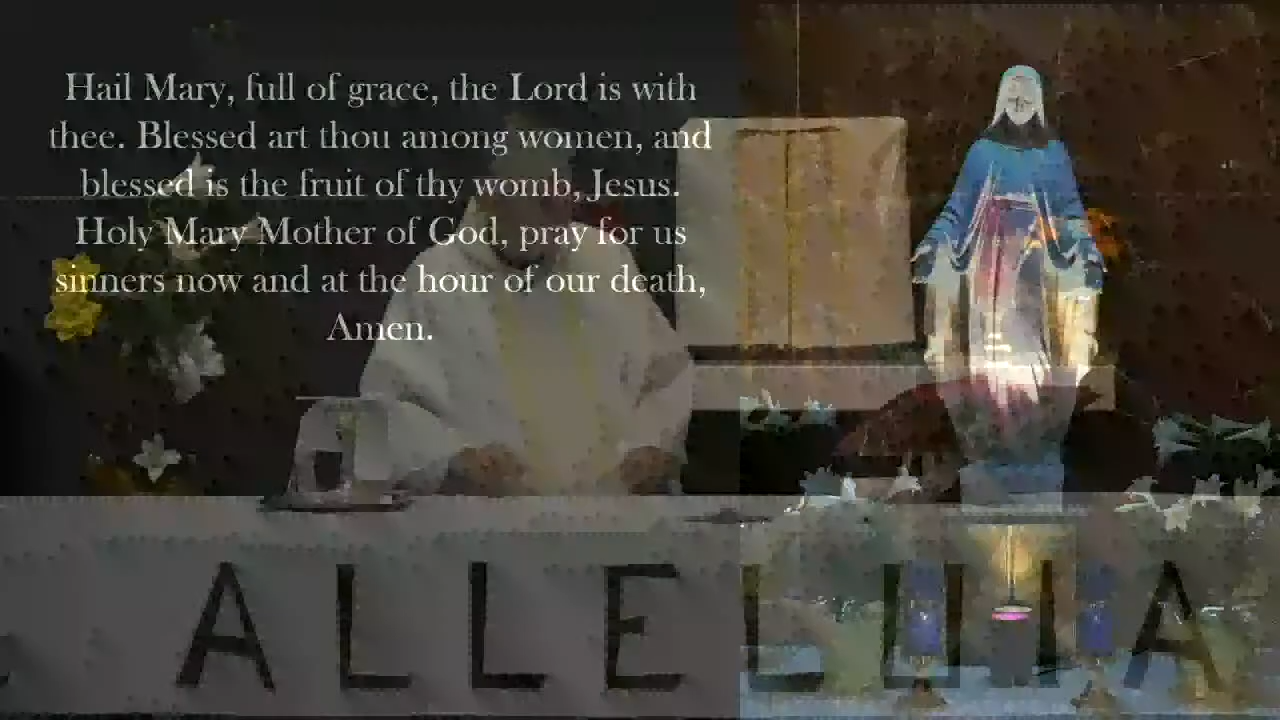 Hail Mary, full of grace, the Lord is with
thee. Blessed art thou among women, and
blessed is the fruit of thy womb, Jesus.
Holy Mary Mother of God, pray for us
sinners now and at the hour of our death,
Amen.
ALLELUIA